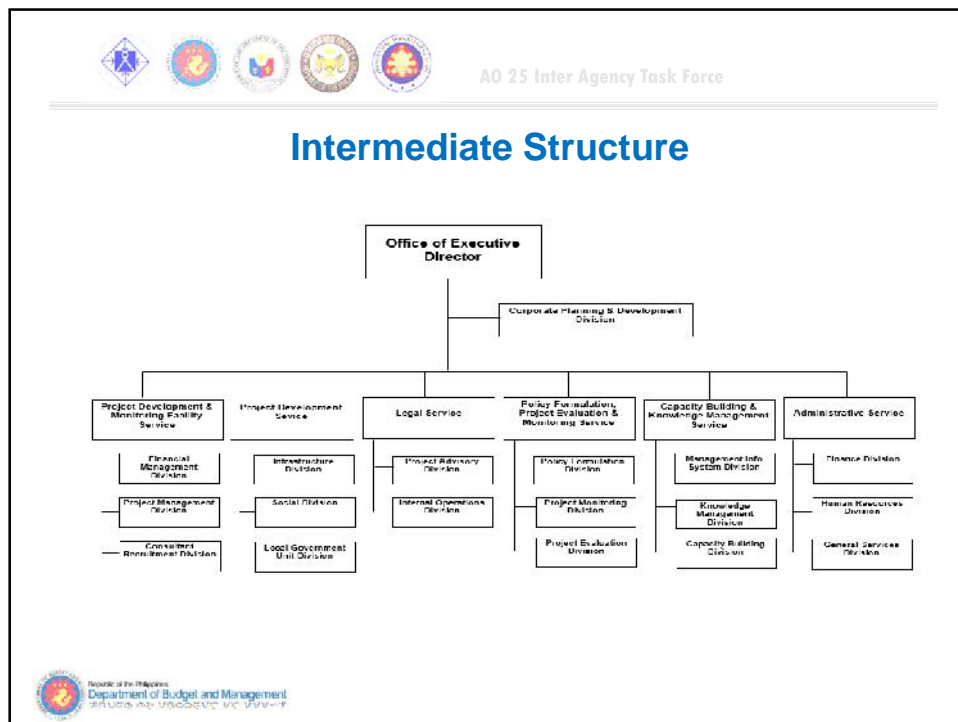 AO 25 Inter Agency Task Force
Intermediate Structure
Office of Executive
Director
Corporate Planning & Development
Division
Project Development &
Monitoring Facility
Service
Financial
Management
Division
Project Management
Division
Consultant
Recruitment Division
Project Development
Sevice
Infrastructure
Division
Social Division
Local Government
Unit Division
Legal Service
Project Advisory
Division
Internal Operations
Division
Policy Formulation,
Project Evaluation &
Monitoring Service
Policy Formulation
Division
Project Monitoring
Division
Project Evaluation
Division
Capacity Building &
Knowledge Management
Service
Management Info
System Division
Knowledge
Management
Division
Capacity Building
Division
Administrative Service
Finance Division
Human Resources
Division
General Services
Division
Republic of the Philippines
Department of Budget and Management